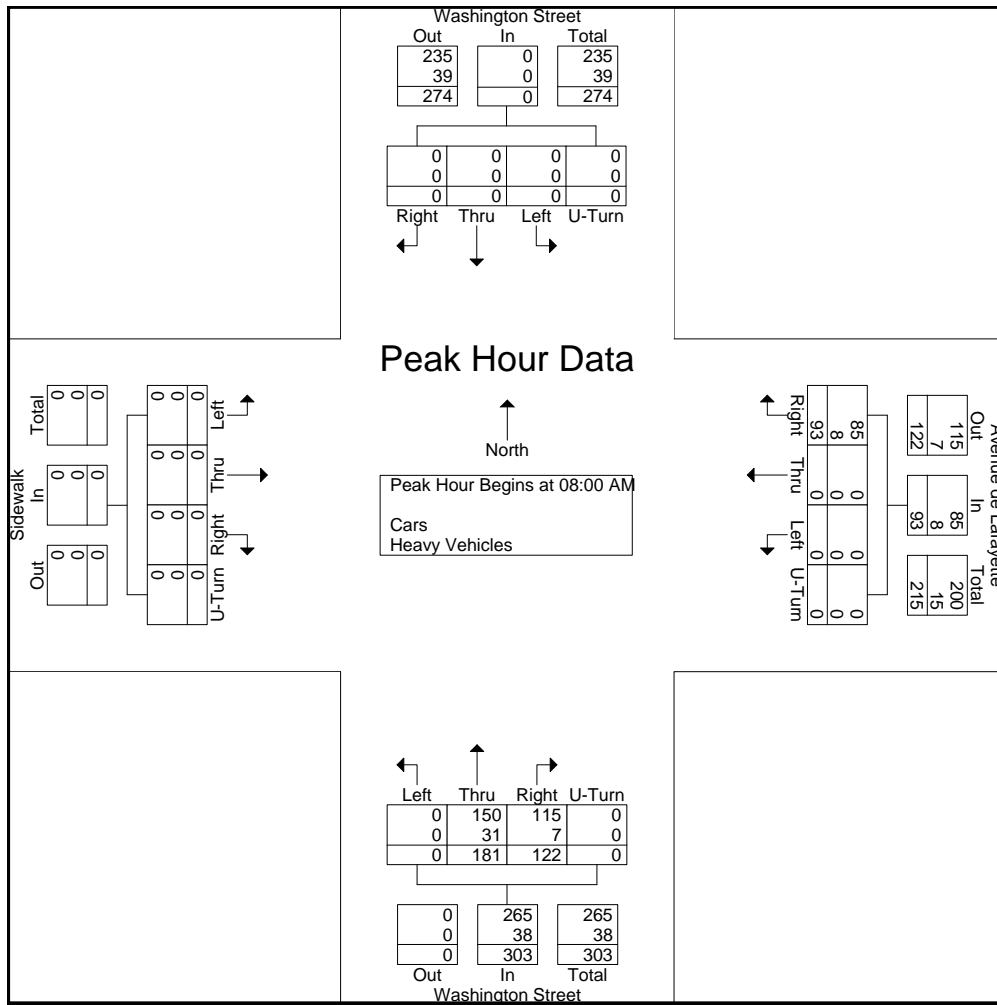 Washington Street
Out In Total
235 0 235
39 0 39
274 0 274
0 0 0 0
0 0 0 0
0 0 0 0
Right Thru Left U-Turn
Peak Hour Data
North
Peak Hour Begins at 08:00 AM
Cars
Heavy Vehicles
Sidewalk
Out In Total
0 0 0
0 0 0
0 0 0
Left Thru Right U-Turn
0 0 0 0
0 0 0 0
0 0 0 0
Avenue de Lafayette
Out In Total
115 85 200
7 8 15
122 93 215
Right Thru Left U-Turn
85 0 0 0
8 0 0 0
93 0 0 0
Left Thru Right U-Turn
0 150 115 0
0 31 7 0
0 181 122 0
0 265 265
0 38 38
0 303 303
Out In Total
Washington Street